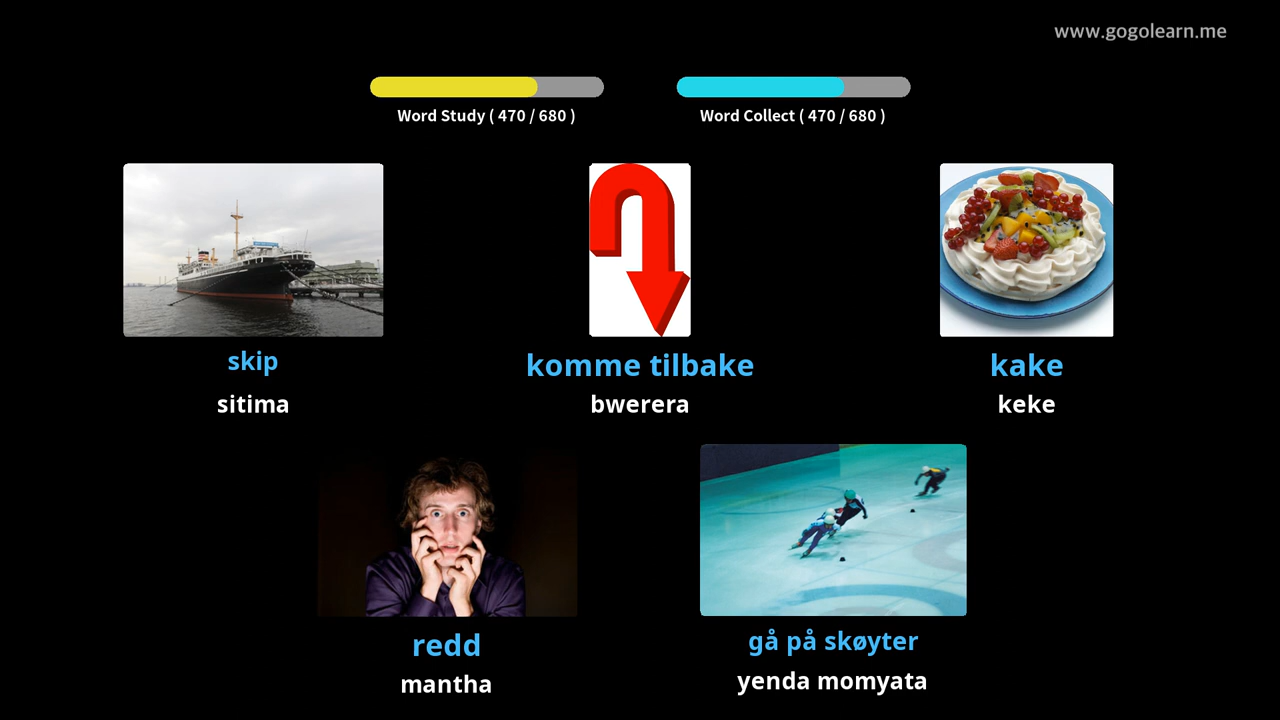 www.gogolearn.me
Word Study ( 470 / 680 )
Word Collect ( 470 / 680 )
skip
komme tilbake
kake
sitima
bwerera
keke
redd
gå på skøyter
mantha
yenda momyata